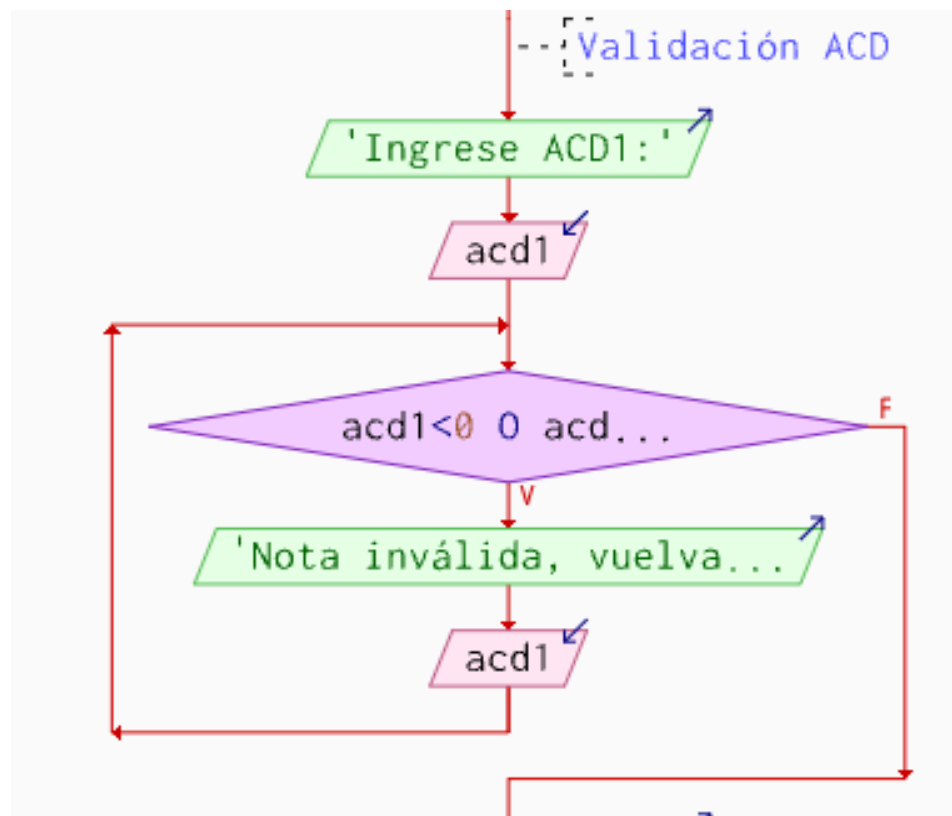 Validación ACD
'Ingrese ACD1:'
acd1
acd1<0 O acd...
F
V
'Nota inválida, vuelva...
acd1